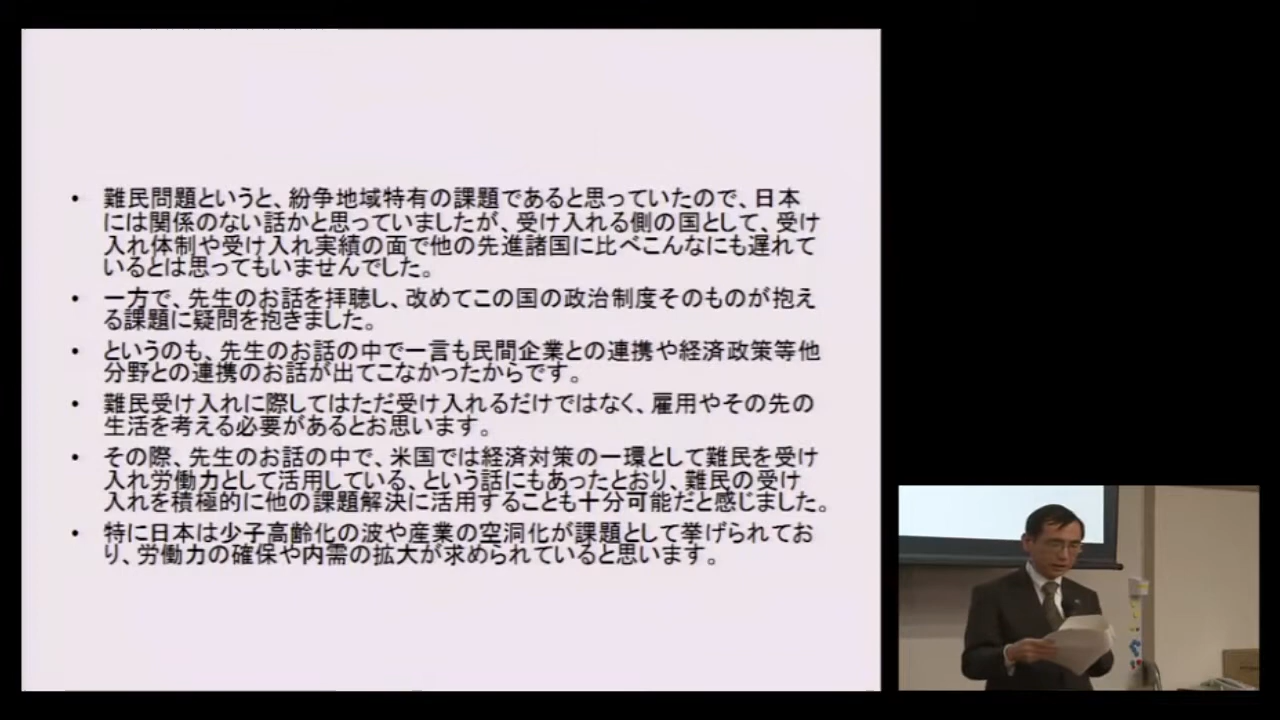 • 難民問題というと、紛争地域特有の課題であると思っていたので、日本
には関係のない話かと思っていましたが、受け入れる側の国として、受け
入れ体制や受け入れ実績の面で他の先進諸国に比べこんなにも遅れて
いるとは思ってもいませんでした。
• 一方で、先生のお話を拝聴し、改めてこの国の政治制度そのものが抱え
る課題に疑問を抱きました。
• というのも、先生のお話の中で一言も民間企業との連携や経済政策等他
分野との連携のお話が出てこなかったからです。
• 難民受け入れに際してはただ受け入れるだけではなく、雇用やその先の
生活を考える必要があるとお思います。
• その際、先生のお話の中で、米国では経済対策の一環として難民を受け
入れ労働力として活用している、という話にもあったとおり、難民の受け
入れを積極的に他の課題解決に活用することも十分可能だと感じました。
• 特に日本は少子高齢化の波や産業の空洞化が課題として挙げられてお
り、労働力の確保や内需の拡大が求められていると思います。